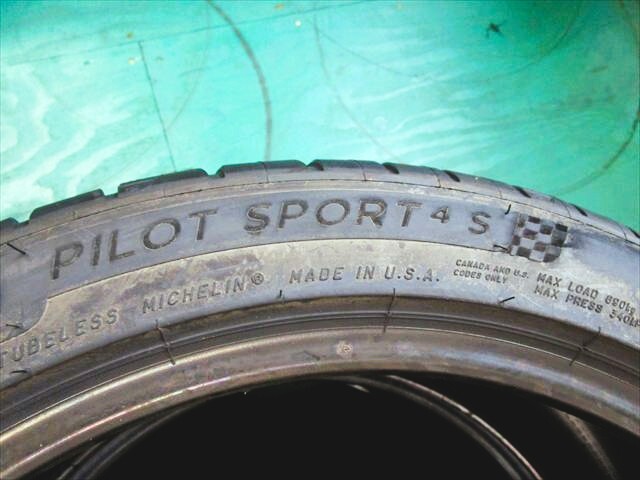 PILOT SPORT 4 S
TUBELESS MICHELIN® MADE IN U.S.A.
CANADA AND U.S.
CODES ONLY
MAX LOAD
MAX PRESS